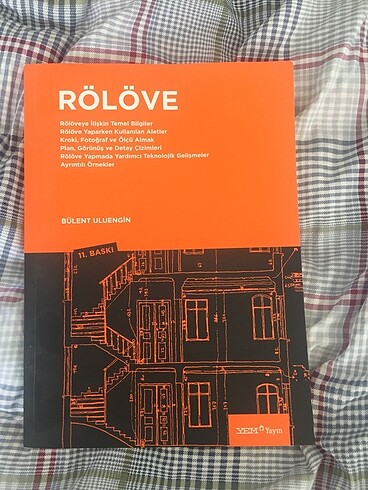 RÖLÖVE
Rölöveye İlişkin Temel Bilgiler
Rölöve Yaparken Kullanılan Aletler
Kroki, Fotoğraf ve Ölçü Almak
Plan, Görünüş ve Detay Çizimleri
Rölöve Yapmada Yardımcı Teknolojik Gelişmeler
Ayrıntılı Örnekler
BÜLENT ULUENGİN
11. BASKI
YEM Yayın